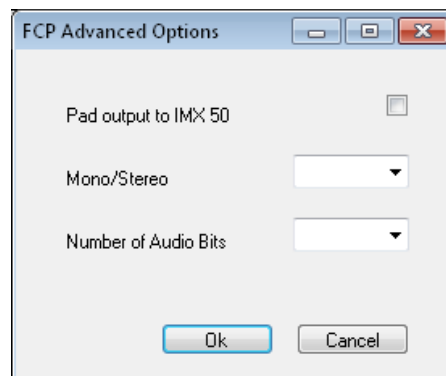 FCP Advanced Options
Pad output to IMX 50
Mono/Stereo
Number of Audio Bits
Ok Cancel